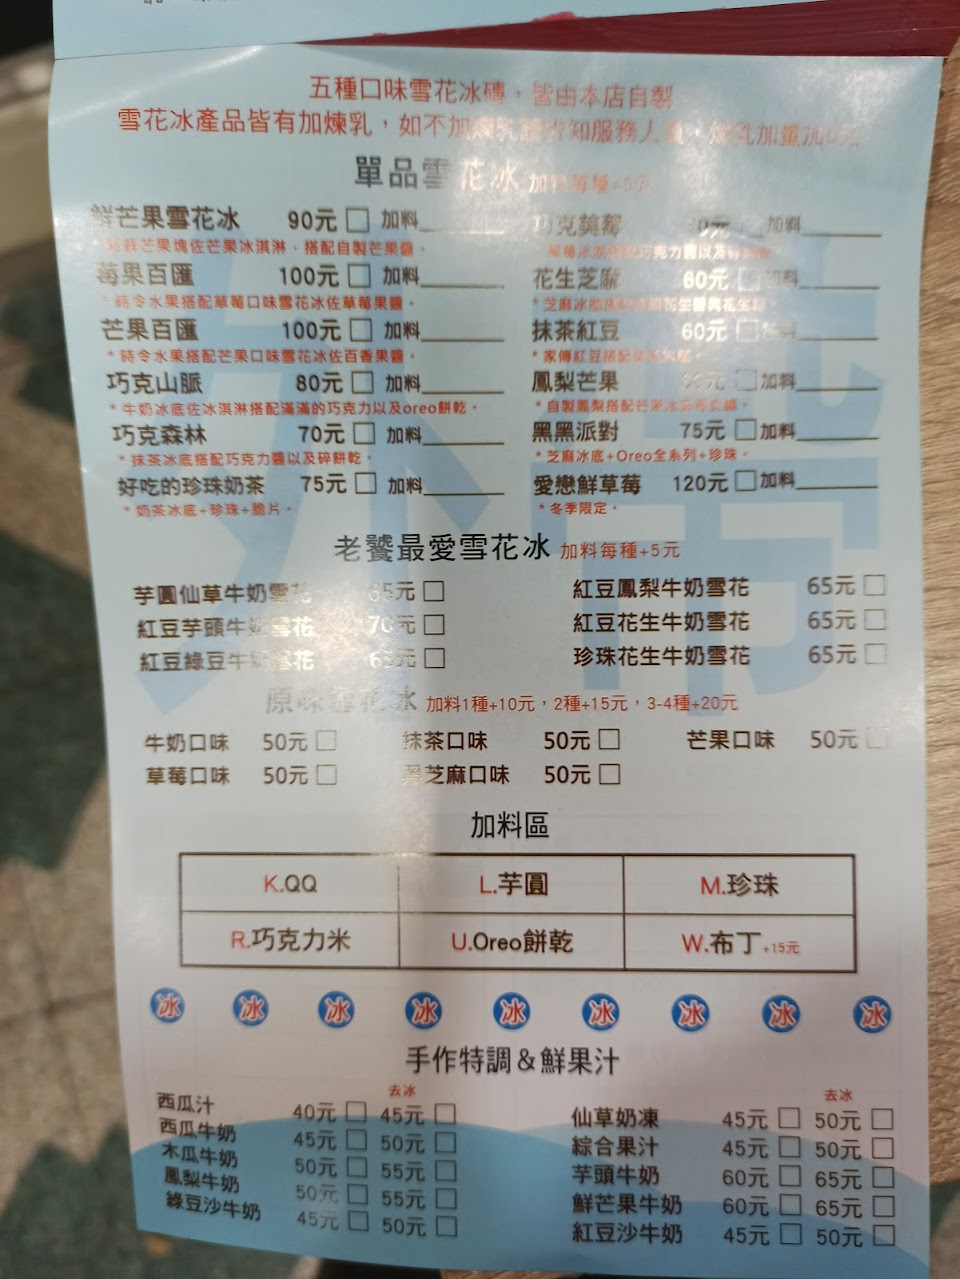 五種口味雪花冰磚，皆由本店自製
雪花冰產品皆有加煉乳，如不加煉乳請告知服務人員，煉乳加量加5元
單品雪花冰 加料每種+5元
鮮芒果雪花冰 90元 □ 加料
巧克美莓 0元 □ 加料
芒果冰淇淋、搭配自製芒果醬。
巧克力醬以及
莓果百匯 100元 □ 加料
花生芝麻 60元 □ 加料
*時令水果搭配草莓口味雪花冰佐草莓果醬。
*芝麻冰
芒果百匯 100元 □ 加料
抹茶紅豆 60元 □ 加料
*時令水果搭配芒果口味雪花冰佐百香果醬。
*家傳紅豆搭配
巧克山脈 80元 □ 加料
鳳梨芒果 元 □ 加料
*牛奶冰底佐冰淇淋搭配滿滿的巧克力以及oreo餅乾。
*自製鳳梨搭配芒果冰
巧克森林 70元 □ 加料
黑黑派對 75元 □ 加料
*抹茶冰底搭配巧克力醬以及碎餅乾。
*芝麻冰底+Oreo全系列+珍珠。
好吃的珍珠奶茶 75元 □ 加料
愛戀鮮草莓 120元 □ 加料
*奶茶冰底+珍珠+脆片。
*冬季限定。
老饕最愛雪花冰 加料每種+5元
芋圓仙草牛奶雪花 65元 □
紅豆鳳梨牛奶雪花 65元 □
紅豆芋頭牛奶雪花 70元 □
紅豆花生牛奶雪花 65元 □
紅豆綠豆牛奶雪花 65元 □
珍珠花生牛奶雪花 65元 □
原味雪花冰 加料1種+10元，2種+15元，3-4種+20元
牛奶口味 50元 □ 抹茶口味 50元 □ 芒果口味 50元 □
草莓口味 50元 □ 黑芝麻口味 50元 □
加料區
K.QQ L.芋圓 M.珍珠
R.巧克力米 U.Oreo餅乾 W.布丁+15元
冰 冰 冰 冰 冰 冰 冰 冰 冰
手作特調＆鮮果汁
去冰 去冰
西瓜汁 40元 □ 45元 □
仙草奶凍 45元 □ 50元 □
西瓜牛奶 45元 □ 50元 □
綜合果汁 45元 □ 50元 □
木瓜牛奶 50元 □ 55元 □
芋頭牛奶 60元 □ 65元 □
鳳梨牛奶 50元 □ 55元 □
鮮芒果牛奶 60元 □ 65元 □
綠豆沙牛奶 45元 □ 50元 □
紅豆沙牛奶 45元 □ 50元 □